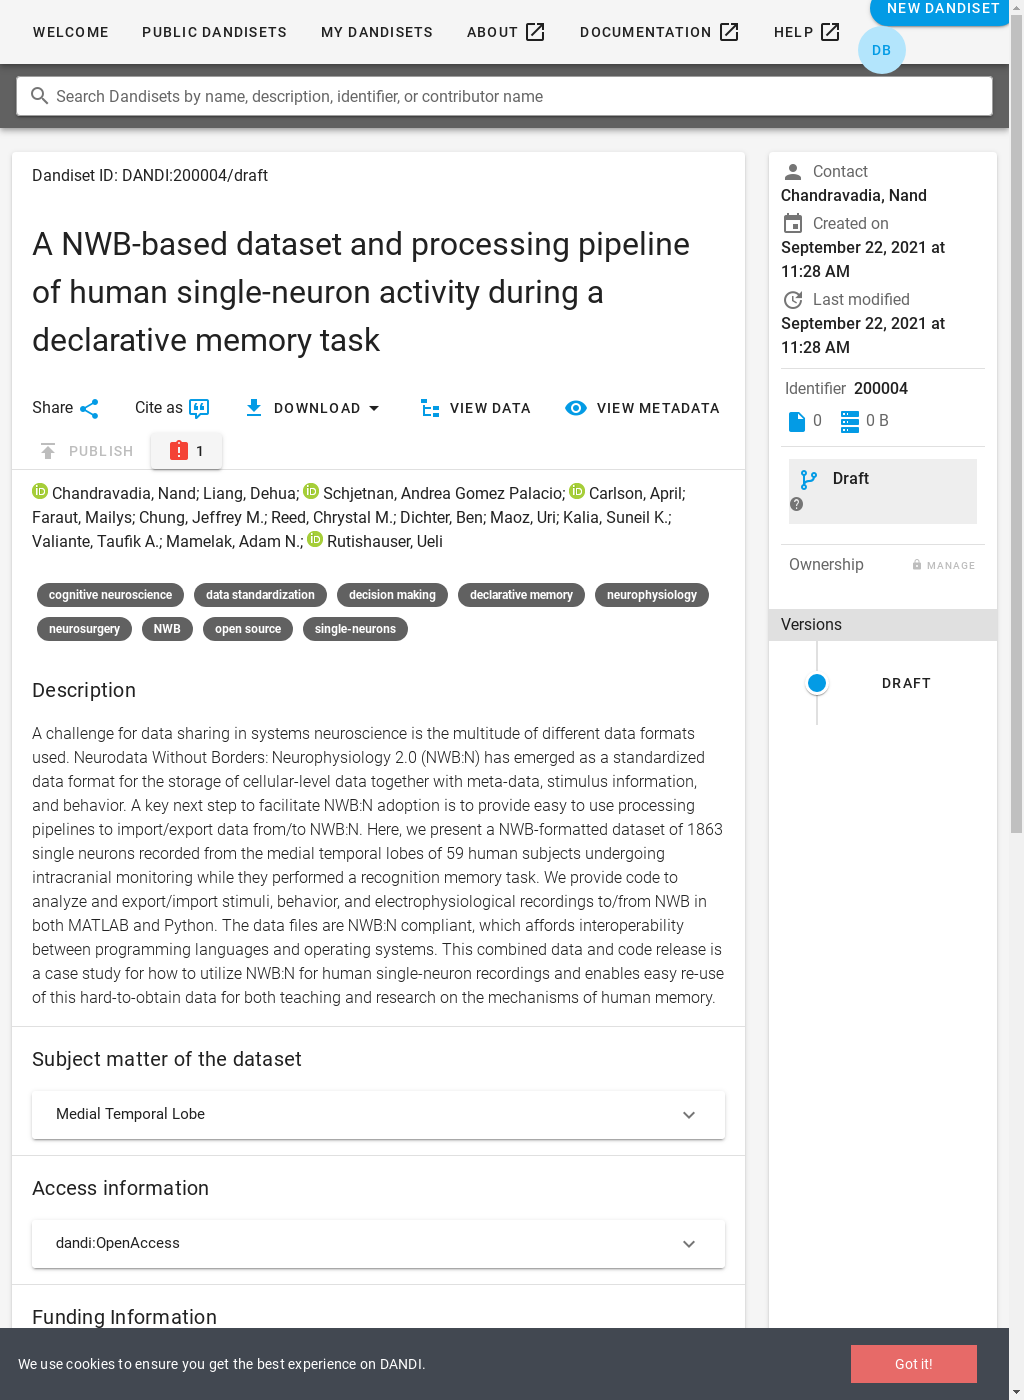 WELCOME PUBLIC DANDISETS MY DANDISETS ABOUT DOCUMENTATION HELP NEW DANDISET
DB
Search Dandisets by name, description, identifier, or contributor name
Dandiset ID: DANDI:200004/draft
A NWB-based dataset and processing pipeline
of human single-neuron activity during a
declarative memory task
Share Cite as DOWNLOAD VIEW DATA VIEW METADATA
PUBLISH 1
Chandravadia, Nand; Liang, Dehua; Schjetnan, Andrea Gomez Palacio; Carlson, April;
Faraut, Mailys; Chung, Jeffrey M.; Reed, Chrystal M.; Dichter, Ben; Maoz, Uri; Kalia, Suneil K.;
Valiante, Taufik A.; Mamelak, Adam N.; Rutishauser, Ueli
cognitive neuroscience data standardization decision making declarative memory neurophysiology
neurosurgery NWB open source single-neurons
Description
A challenge for data sharing in systems neuroscience is the multitude of different data formats
used. Neurodata Without Borders: Neurophysiology 2.0 (NWB:N) has emerged as a standardized
data format for the storage of cellular-level data together with meta-data, stimulus information,
and behavior. A key next step to facilitate NWB:N adoption is to provide easy to use processing
pipelines to import/export data from/to NWB:N. Here, we present a NWB-formatted dataset of 1863
single neurons recorded from the medial temporal lobes of 59 human subjects undergoing
intracranial monitoring while they performed a recognition memory task. We provide code to
analyze and export/import stimuli, behavior, and electrophysiological recordings to/from NWB in
both MATLAB and Python. The data files are NWB:N compliant, which affords interoperability
between programming languages and operating systems. This combined data and code release is
a case study for how to utilize NWB:N for human single-neuron recordings and enables easy re-use
of this hard-to-obtain data for both teaching and research on the mechanisms of human memory.
Subject matter of the dataset
Medial Temporal Lobe
Access information
dandi:OpenAccess
Funding Information
Contact
Chandravadia, Nand
Created on
September 22, 2021 at
11:28 AM
Last modified
September 22, 2021 at
11:28 AM
Identifier 200004
0 0 B
Draft
Ownership MANAGE
Versions
DRAFT
We use cookies to ensure you get the best experience on DANDI. Got it!